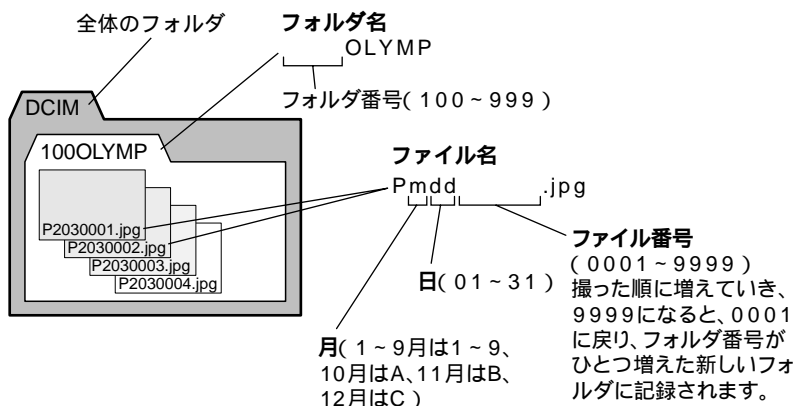 全体のフォルダ
フォルダ名
OLYMP
フォルダ番号(100~999)
DCIM
100OLYMP
P2030001.jpg
P2030002.jpg
P2030003.jpg
P2030004.jpg
ファイル名
Pmdd .jpg
日(01~31)
月(1~9月は1~9、
10月はA、11月はB、
12月はC)
ファイル番号
(0001~9999)
撮った順に増えていき、
9999になると、0001
に戻り、フォルダ番号が
ひとつ増えた新しいフォ
ルダに記録されます。